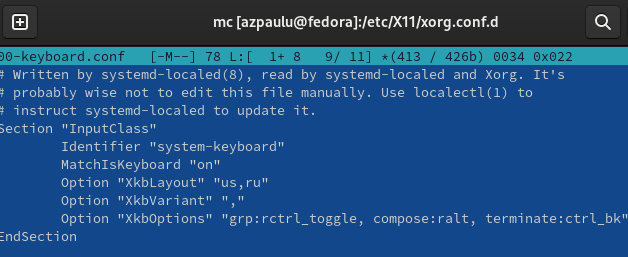 mc [azpaulu@fedora]:/etc/X11/xorg.conf.d
00-keyboard.conf [-M--] 78 L:[ 1+ 8 9/ 11] *(413 / 426b) 0034 0x022
# Written by systemd-localed(8), read by systemd-localed and Xorg. It's
# probably wise not to edit this file manually. Use localectl(1) to
# instruct systemd-localed to update it.
Section "InputClass"
Identifier "system-keyboard"
MatchIsKeyboard "on"
Option "XkbLayout" "us,ru"
Option "XkbVariant" ","
Option "XkbOptions" "grp:rctrl_toggle, compose:ralt, terminate:ctrl_bk"
EndSection